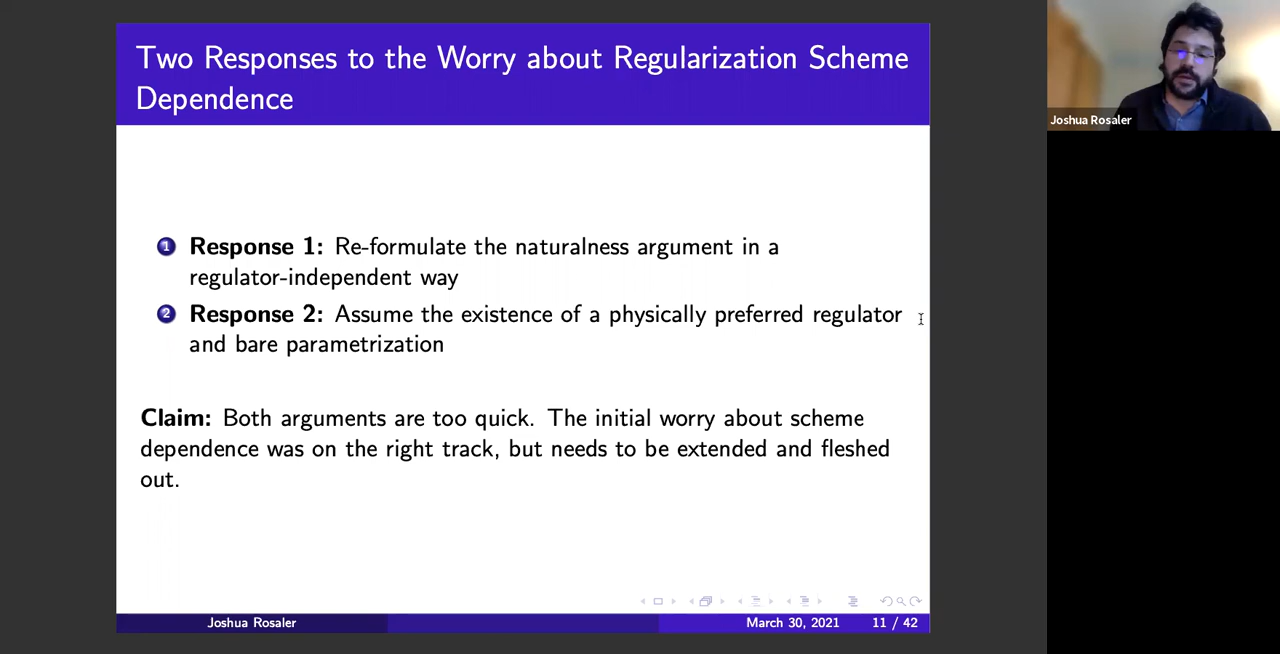 Two Responses to the Worry about Regularization Scheme
Dependence
1 Response 1: Re-formulate the naturalness argument in a
regulator-independent way
2 Response 2: Assume the existence of a physically preferred regulator
and bare parametrization
Claim: Both arguments are too quick. The initial worry about scheme
dependence was on the right track, but needs to be extended and fleshed
out.
Joshua Rosaler March 30, 2021 11 / 42
Joshua Rosaler